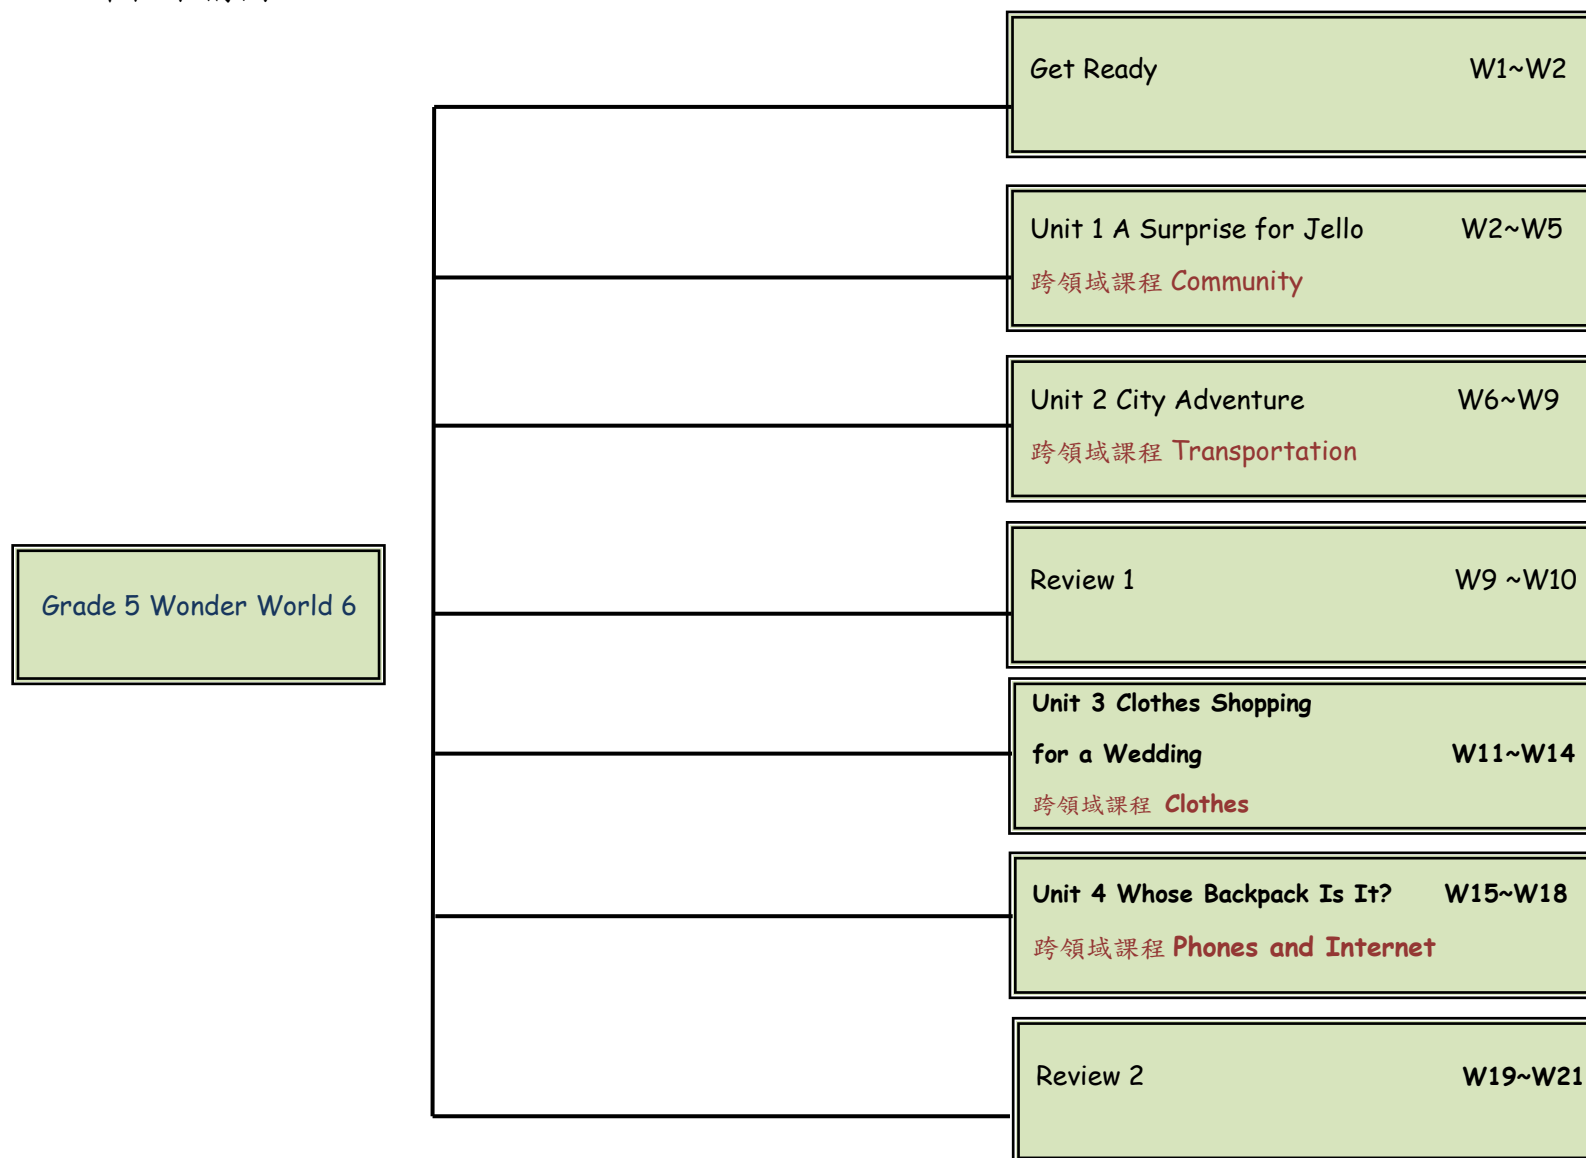 Get Ready W1~W2
Unit 1 A Surprise for Jello W2~W5
跨領域課程 Community
Unit 2 City Adventure W6~W9
跨領域課程 Transportation
Grade 5 Wonder World 6
Review 1 W9 ~W10
Unit 3 Clothes Shopping
for a Wedding W11~W14
跨領域課程 Clothes
Unit 4 Whose Backpack Is It? W15~W18
跨領域課程 Phones and Internet
Review 2 W19~W21